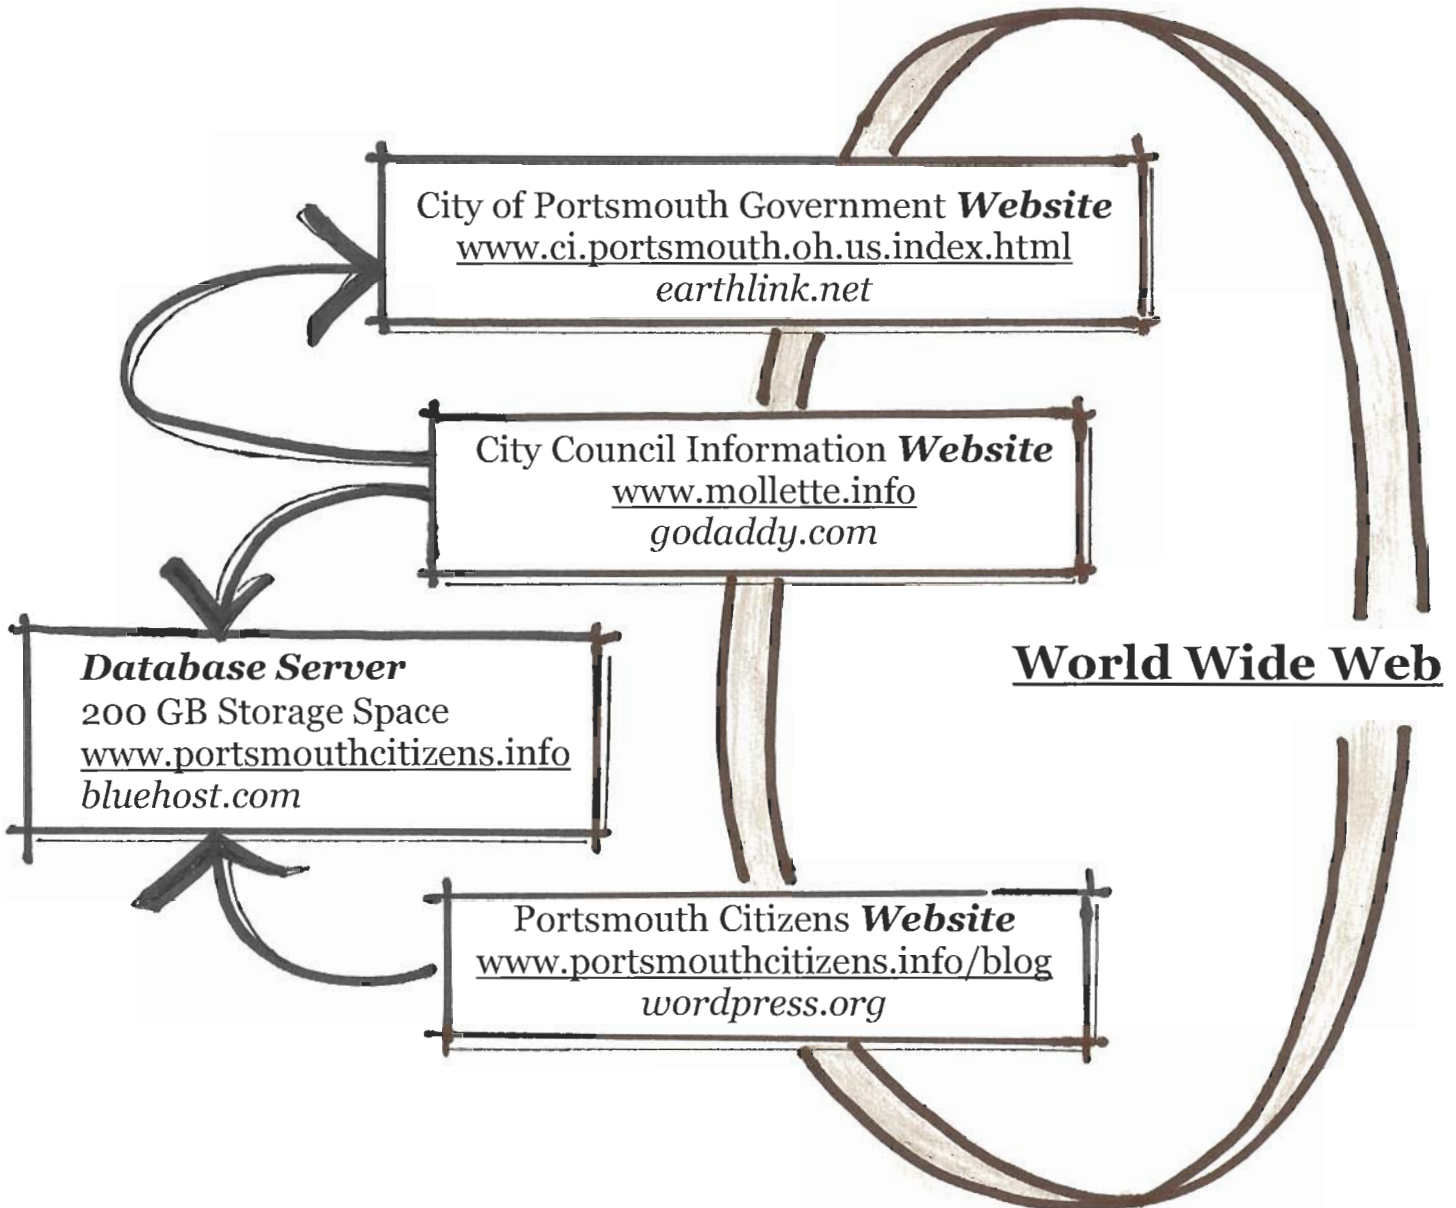 City of Portsmouth Government Website
www.ci.portsmouth.oh.us.index.html
earthlink.net
City Council Information Website
www.mollette.info
godaddy.com
Database Server
200 GB Storage Space
www.portsmouthcitizens.info
bluehost.com
World Wide Web
Portsmouth Citizens Website
www.portsmouthcitizens.info/blog
wordpress.org